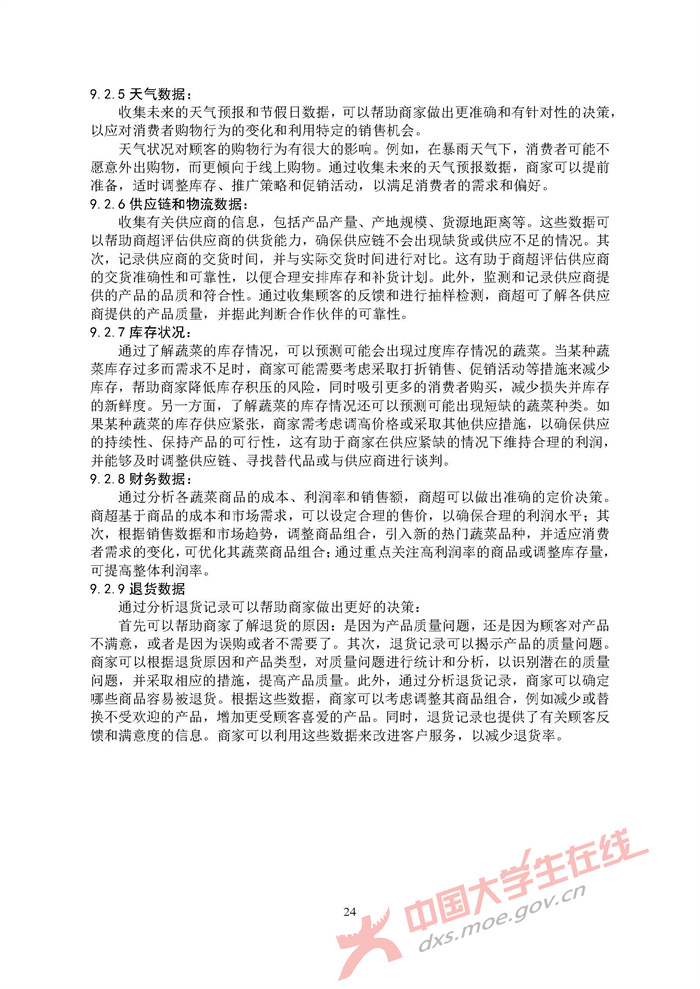 9.2.5 天气数据：
收集未来的天气预报和节假日数据，可以帮助商家做出更准确和有针对性的决策，
以应对消费者购物行为的变化和利用特定的销售机会。
天气状况对顾客的购物行为有很大的影响。例如，在暴雨天气下，消费者可能不
愿意外出购物，而更倾向于线上购物。通过收集未来的天气预报数据，商家可以提前
准备，适时调整库存、推广策略和促销活动，以满足消费者的需求和偏好。
9.2.6 供应链和物流数据：
收集有关供应商的信息，包括产品产量、产地规模、货源地距离等。这些数据可
以帮助商超评估供应商的供货能力，确保供应链不会出现缺货或供应不足的情况。其
次，记录供应商的交货时间，并与实际交货时间进行对比。这有助于商超评估供应商
的交货准确性和可靠性，以便合理安排库存和补货计划。此外，监测和记录供应商提
供的产品的品质和符合性。通过收集顾客的反馈和进行抽样检测，商超可了解各供应
商提供的产品质量，并据此判断合作伙伴的可靠性。
9.2.7 库存状况：
通过了解蔬菜的库存情况，可以预测可能会出现过度库存情况的蔬菜。当某种蔬
菜库存过多而需求不足时，商家可能需要考虑采取打折销售、促销活动等措施来减少
库存，帮助商家降低库存积压的风险，同时吸引更多的消费者购买，减少损失并库存
的新鲜度。另一方面，了解蔬菜的库存情况还可以预测可能出现短缺的蔬菜种类。如
果某种蔬菜的库存供应紧张，商家需考虑调高价格或采取其他供应措施，以确保供应
的持续性、保持产品的可行性，这有助于商家在供应紧缺的情况下维持合理的利润，
并能够及时调整供应链、寻找替代品或与供应商进行谈判。
9.2.8 财务数据：
通过分析各蔬菜商品的成本、利润率和销售额，商超可以做出准确的定价决策。
商超基于商品的成本和市场需求，可以设定合理的售价，以确保合理的利润水平；其
次，根据销售数据和市场趋势，调整商品组合，引入新的热门蔬菜品种，并适应消费
者需求的变化，可优化其蔬菜商品组合；通过重点关注高利润率的商品或调整库存量，
可提高整体利润率。
9.2.9 退货数据
通过分析退货记录可以帮助商家做出更好的决策：
首先可以帮助商家了解退货的原因：是因为产品质量问题，还是因为顾客对产品
不满意，或者是因为误购或者不需要了。其次，退货记录可以揭示产品的质量问题。
商家可以根据退货原因和产品类型，对质量问题进行统计和分析，以识别潜在的质量
问题，并采取相应的措施，提高产品质量。此外，通过分析退货记录，商家可以确定
哪些商品容易被退货。根据这些数据，商家可以考虑调整其商品组合，例如减少或替
换不受欢迎的产品，增加更受顾客喜爱的产品。同时，退货记录也提供了有关顾客反
馈和满意度的信息。商家可以利用这些数据来改进客户服务，以减少退货率。
24
中国大学生在线
dxs.moe.gov.cn